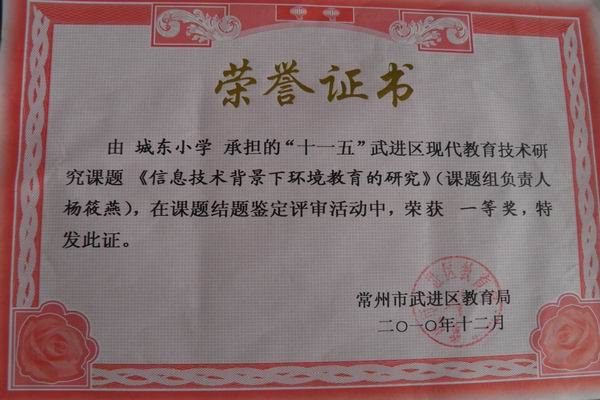 荣誉证书
由 城东小学 承担的“十一五”武进区现代教育技术研
究课题 《信息技术背景下环境教育的研究》（课题组负责人
杨筱燕），在课题结题鉴定评审活动中，荣获 一等奖，特
发此证。
常州市武进区教育局
二〇一〇年十二月